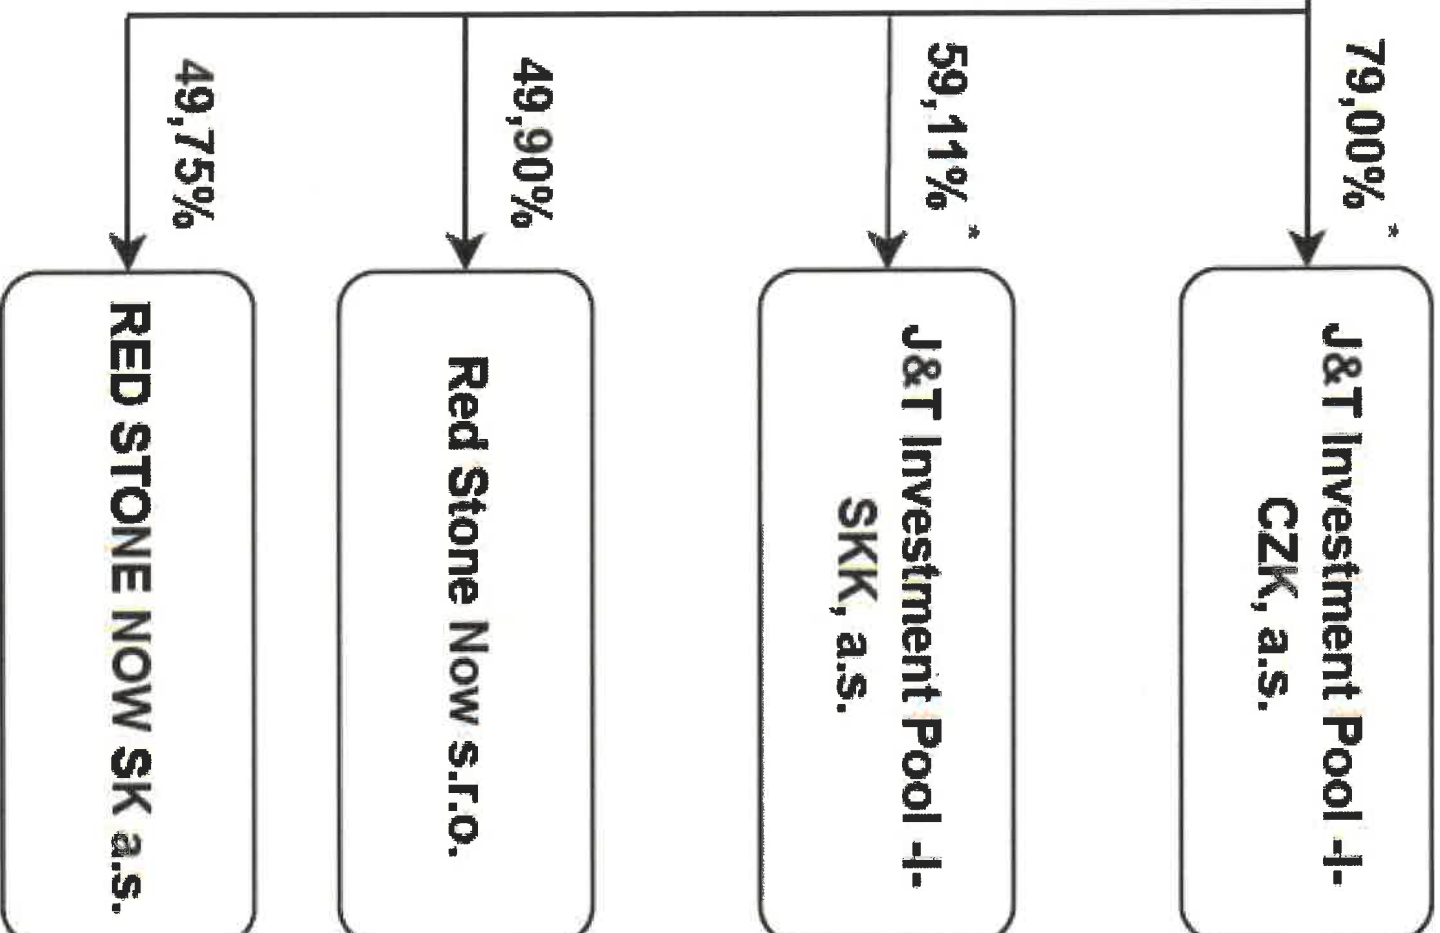 79,00% *
J&T Investment Pool -I-
CZK, a.s.
59,11% *
J&T Investment Pool -I-
SKK, a.s.
49,90%
Red Stone Now s.r.o.
49,75%
RED STONE NOW SK a.s.